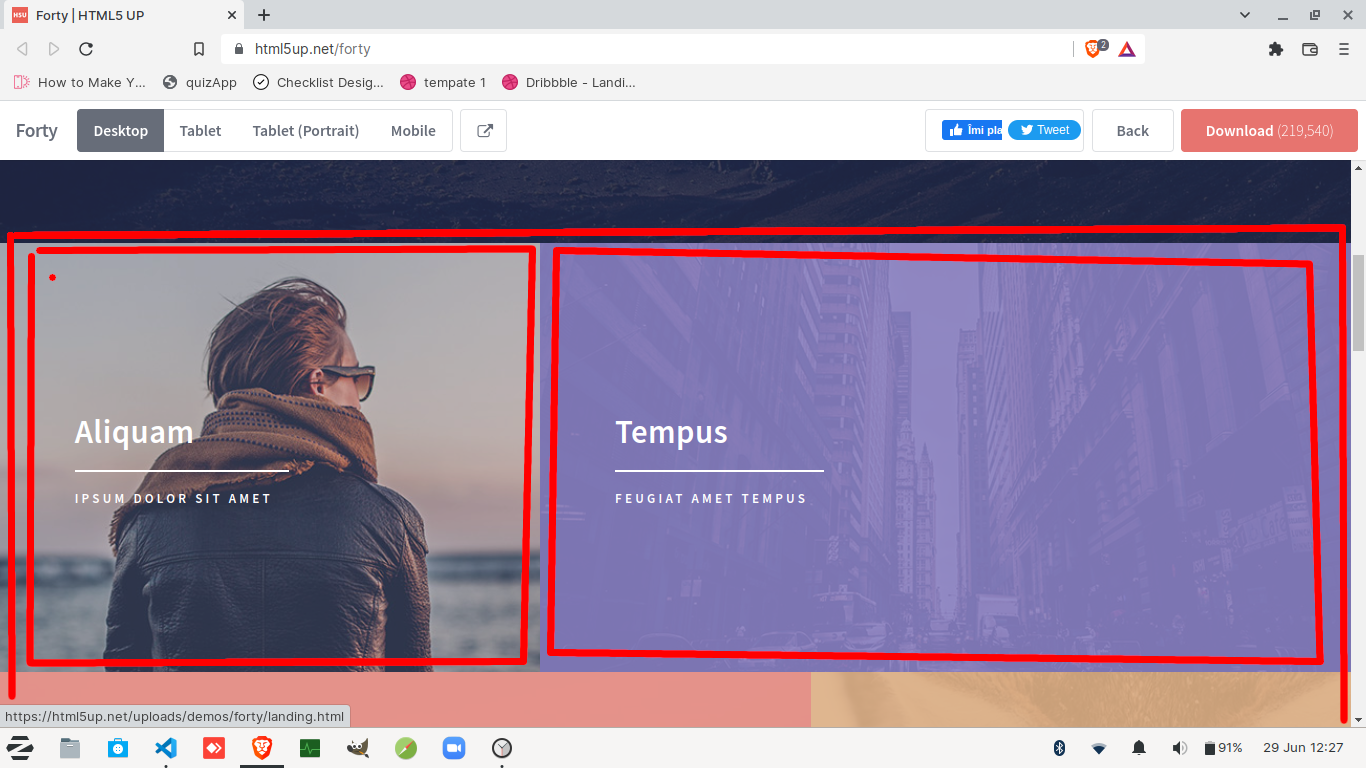 HSU Forty | HTML5 UP
html5up.net/forty
2
How to Make Y...
quizApp
Checklist Desig...
tempate 1
Dribbble - Landi...
Forty
Desktop
Tablet
Tablet (Portrait)
Mobile
Îmi pla
Tweet
Back
Download (219,540)
Aliquam
IPSUM DOLOR SIT AMET
Tempus
FEUGIAT AMET TEMPUS
https://html5up.net/uploads/demos/forty/landing.html
91%
29 Jun 12:27